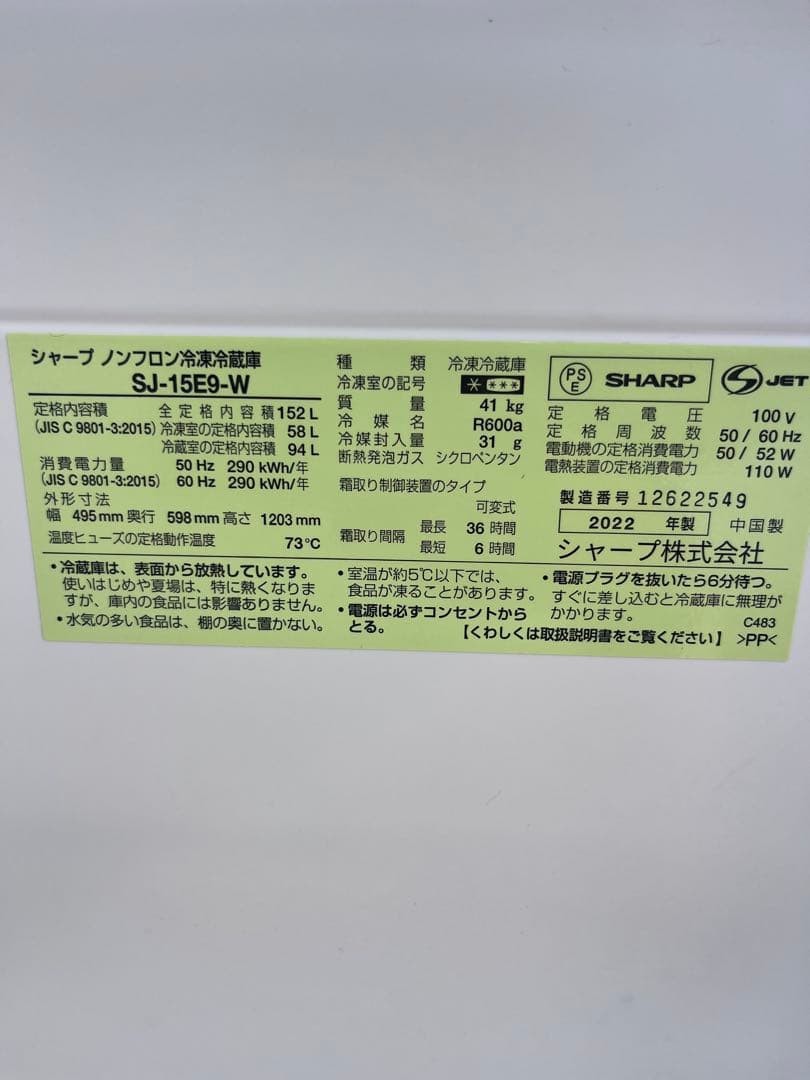 シャープ ノンフロン冷凍冷蔵庫
SJ-15E9-W
定格内容積 全定格内容積 152 L
(JIS C 9801-3:2015) 冷凍室の定格内容積 58 L
冷蔵室の定格内容積 94 L
消費電力量 50 Hz 290 kWh/年
(JIS C 9801-3:2015) 60 Hz 290 kWh/年
外形寸法
幅 495 mm 奥行 598 mm 高さ 1203 mm
温度ヒューズの定格動作温度 73℃
種類 冷凍冷蔵庫
冷凍室の記号 * ***
質量 41 kg
冷媒名 R600a
冷媒封入量 31 g
断熱発泡ガス シクロペンタン
霜取り制御装置のタイプ
可変式
霜取り間隔 最長 36 時間
最短 6 時間
PS
E
SHARP
S JET
定格電圧 100 V
定格周波数 50 / 60 Hz
電動機の定格消費電力 50 / 52 W
電熱装置の定格消費電力 110 W
製造番号 12622549
2022 年製 中国製
シャープ株式会社
・冷蔵庫は、表面から放熱しています。
使いはじめや夏場は、特に熱くなりま
すが、庫内の食品には影響ありません。
・水気の多い食品は、棚の奥に置かない。
・室温が約5℃以下では、
食品が凍ることがあります。
・電源は必ずコンセントから
とる。
・電源プラグを抜いたら6分待つ。
すぐに差し込むと冷蔵庫に無理が
かかります。
C483
【くわしくは取扱説明書をご覧ください】 >PP<